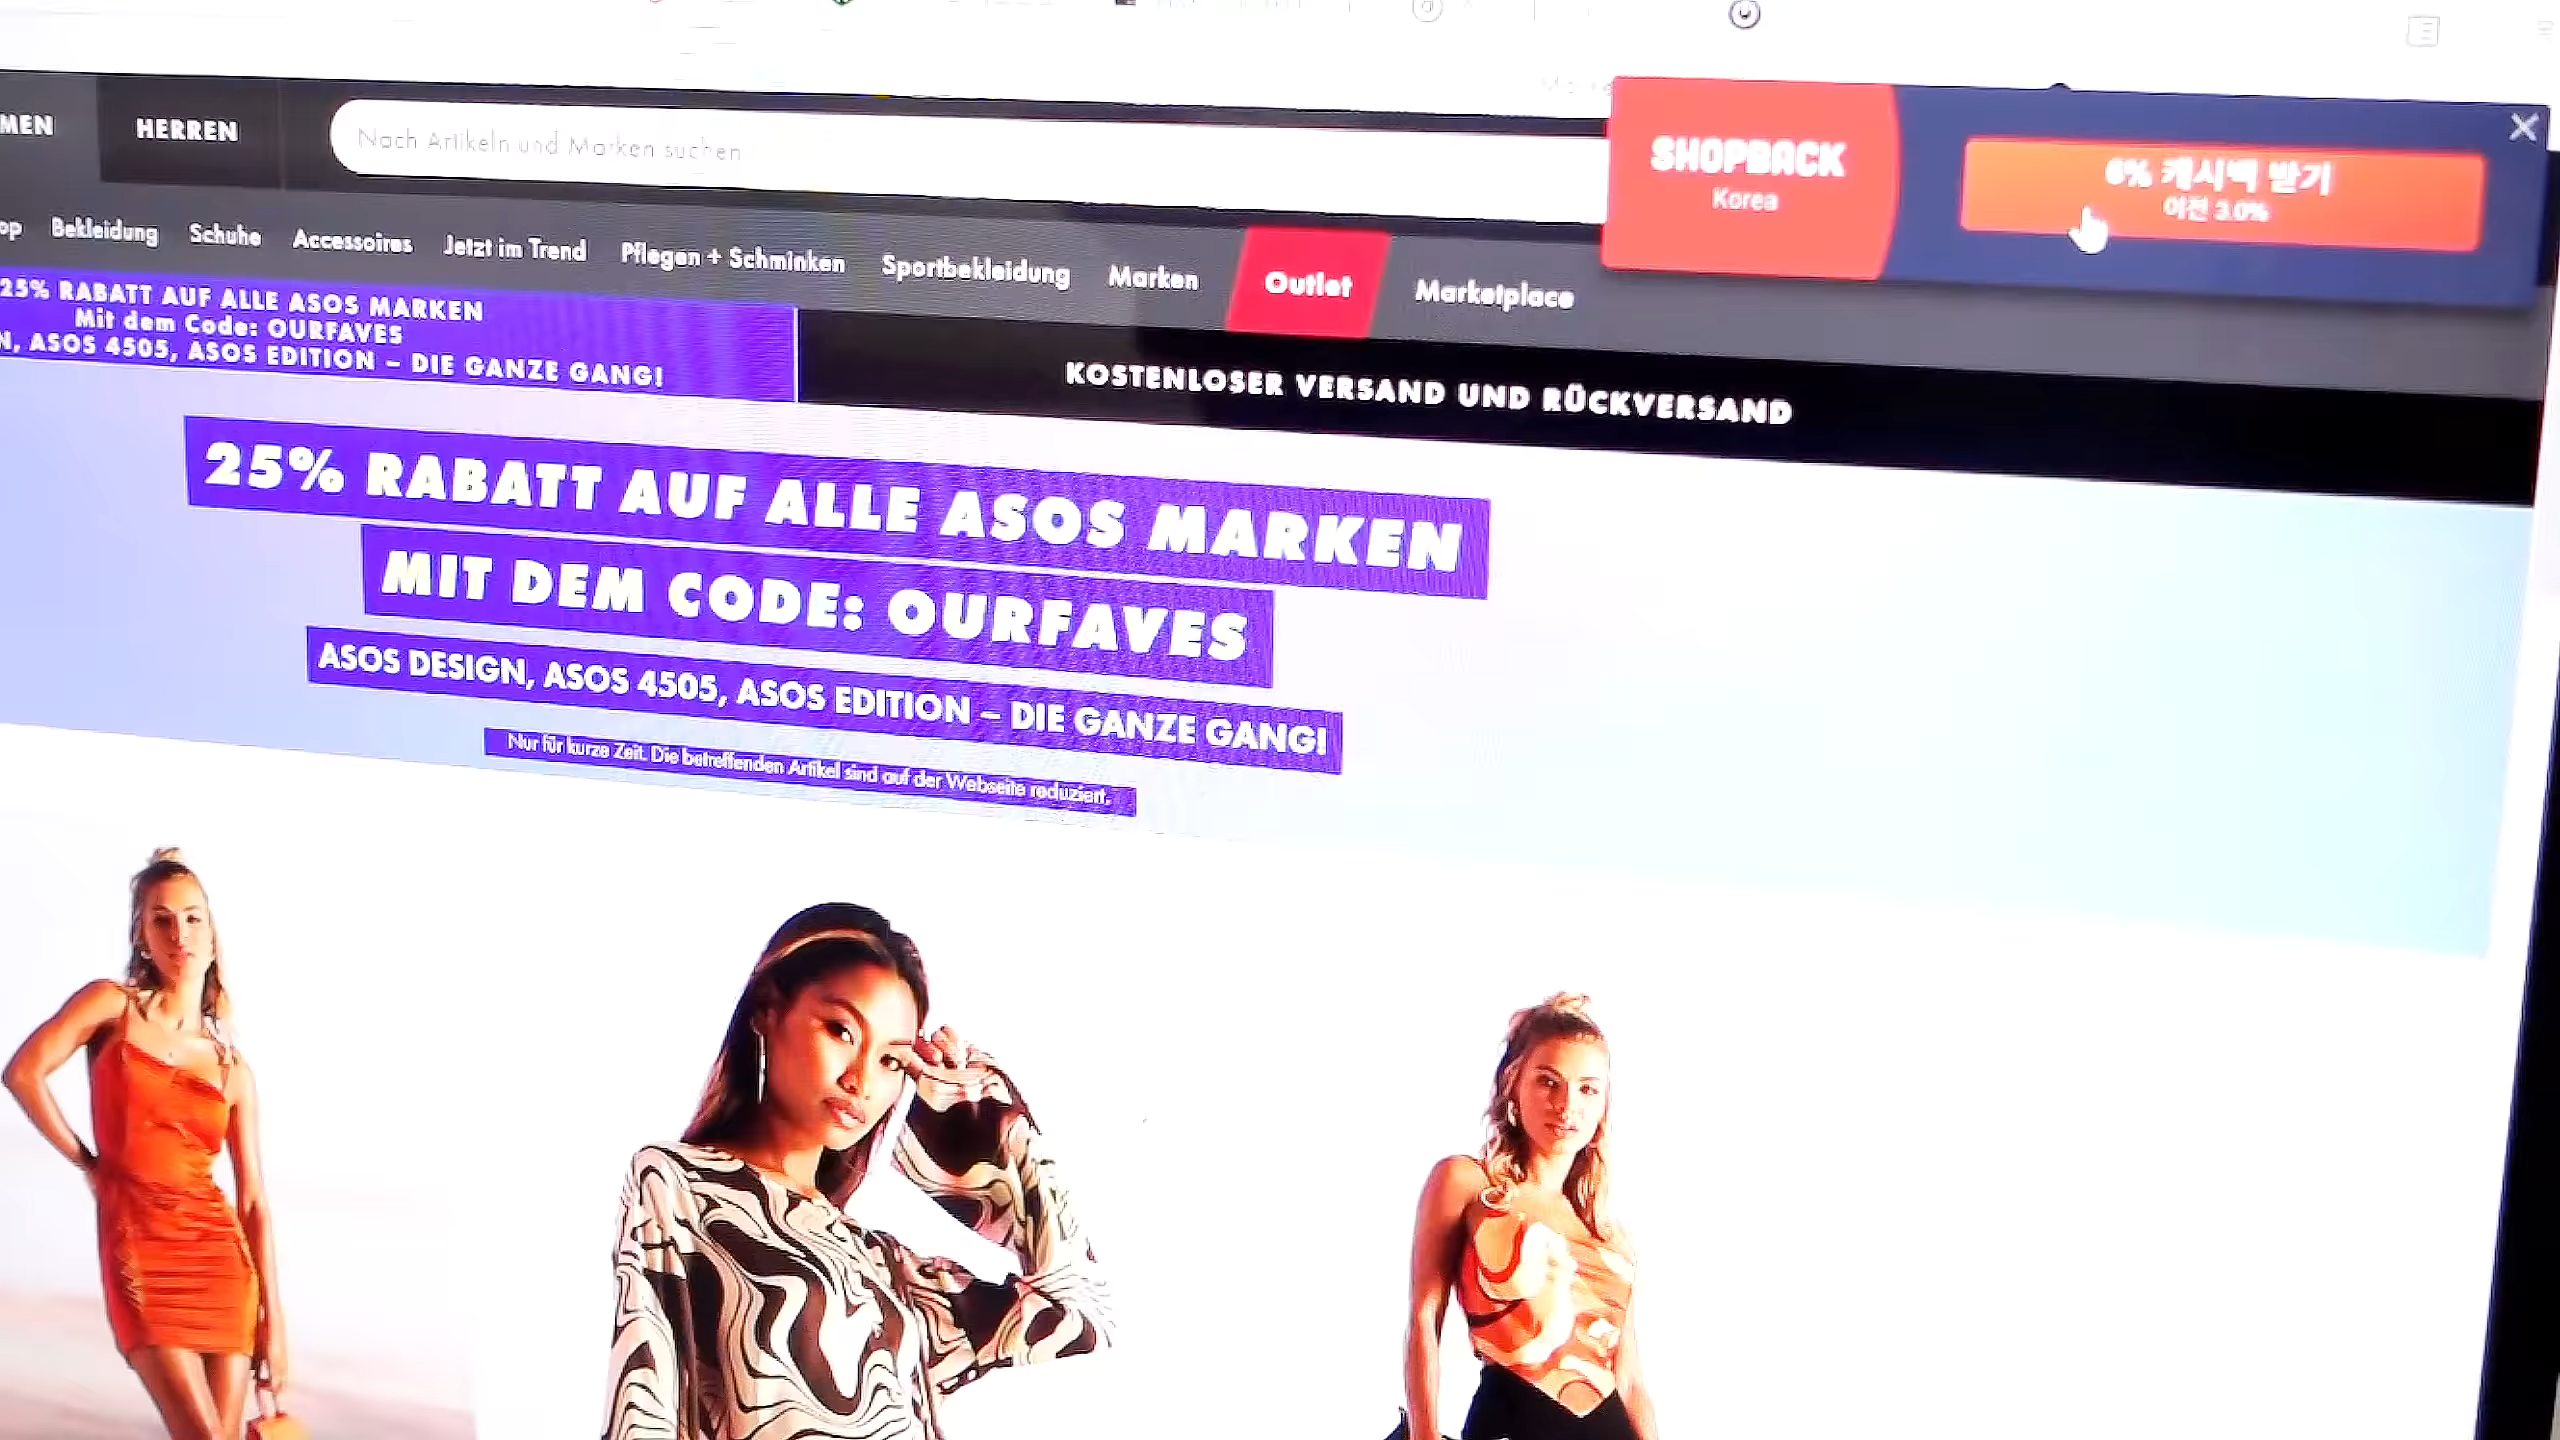 MEN
HERREN
Nach Artikeln und Marken suchen
SHOPBACK
Korea
6% 캐시백 받기
이전 3.0%
op Bekleidung Schuhe Accessoires Jetzt im Trend Pflegen + Schminken Sportbekleidung Marken Outlet Marketplace
25% RABATT AUF ALLE ASOS MARKEN
Mit dem Code: OURFAVES
N, ASOS 4505, ASOS EDITION – DIE GANZE GANG!
KOSTENLOSER VERSAND UND RÜCKVERSAND
25% RABATT AUF ALLE ASOS MARKEN
MIT DEM CODE: OURFAVES
ASOS DESIGN, ASOS 4505, ASOS EDITION – DIE GANZE GANG!
Nur für kurze Zeit. Die betreffenden Artikel sind auf der Webseite reduziert.